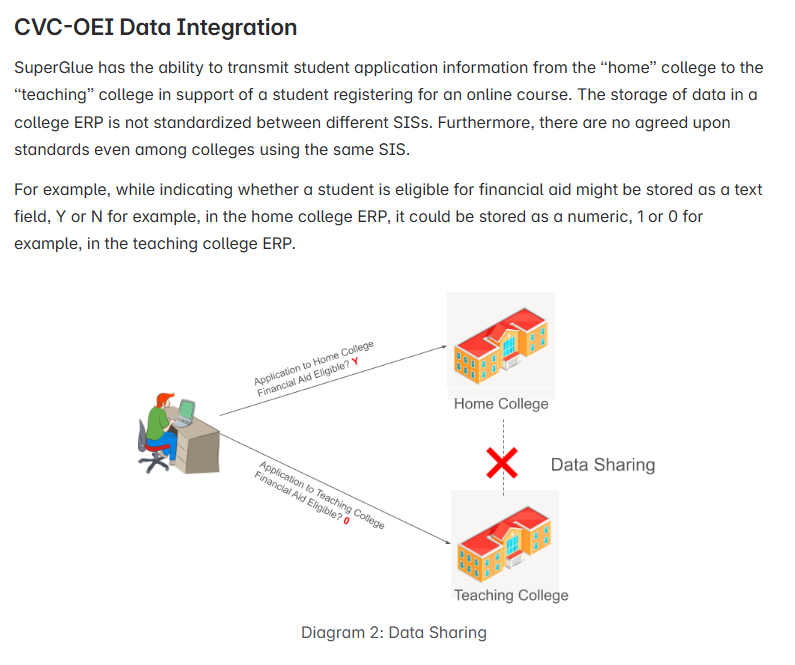 CVC-OEI Data Integration
SuperGlue has the ability to transmit student application information from the “home” college to the
“teaching” college in support of a student registering for an online course. The storage of data in a
college ERP is not standardized between different SISs. Furthermore, there are no agreed upon
standards even among colleges using the same SIS.
For example, while indicating whether a student is eligible for financial aid might be stored as a text
field, Y or N for example, in the home college ERP, it could be stored as a numeric, 1 or 0 for
example, in the teaching college ERP.
Application to Home College
Financial Aid Eligible? Y
Home College
Data Sharing
Application to Teaching College
Financial Aid Eligible? 0
Teaching College
Diagram 2: Data Sharing